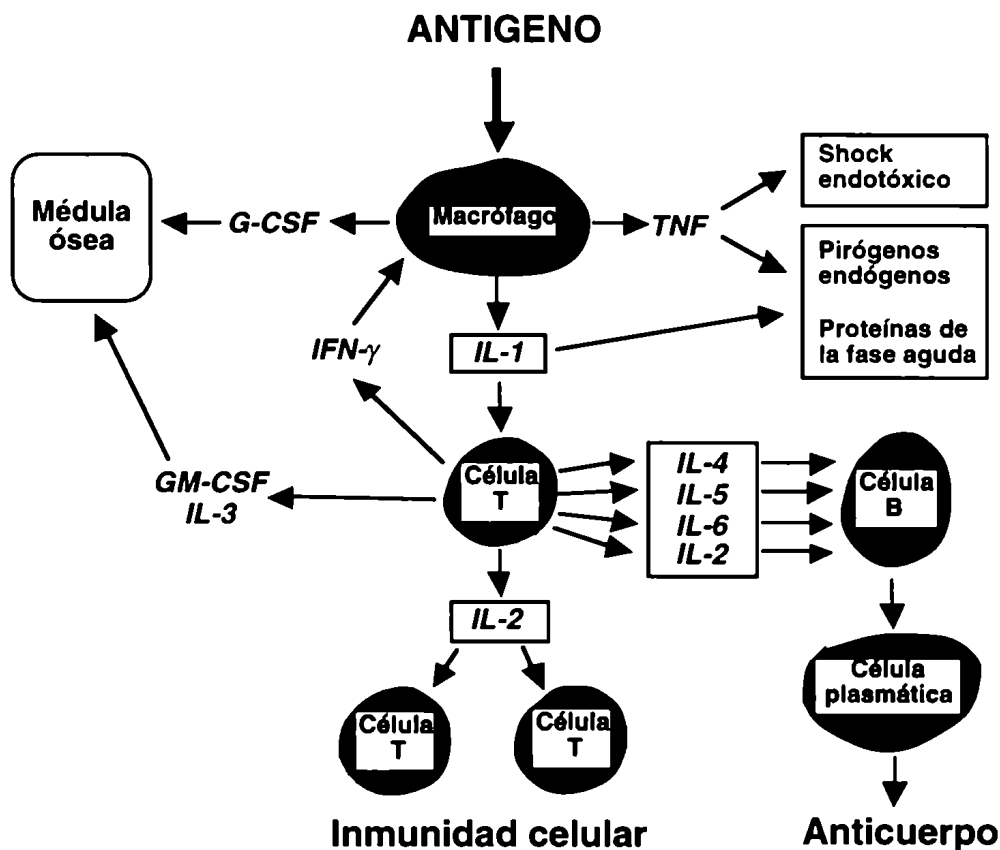 ANTIGENO
Shock
endotóxico
Médula
ósea
G-CSF
Macrófago
TNF
Pirógenos
endógenos
Proteínas de
la fase aguda
IFN-γ
IL-1
GM-CSF
IL-3
Célula
T
IL-4
IL-5
IL-6
IL-2
Célula
B
IL-2
Célula
plasmática
Célula
T
Célula
T
Inmunidad celular
Anticuerpo